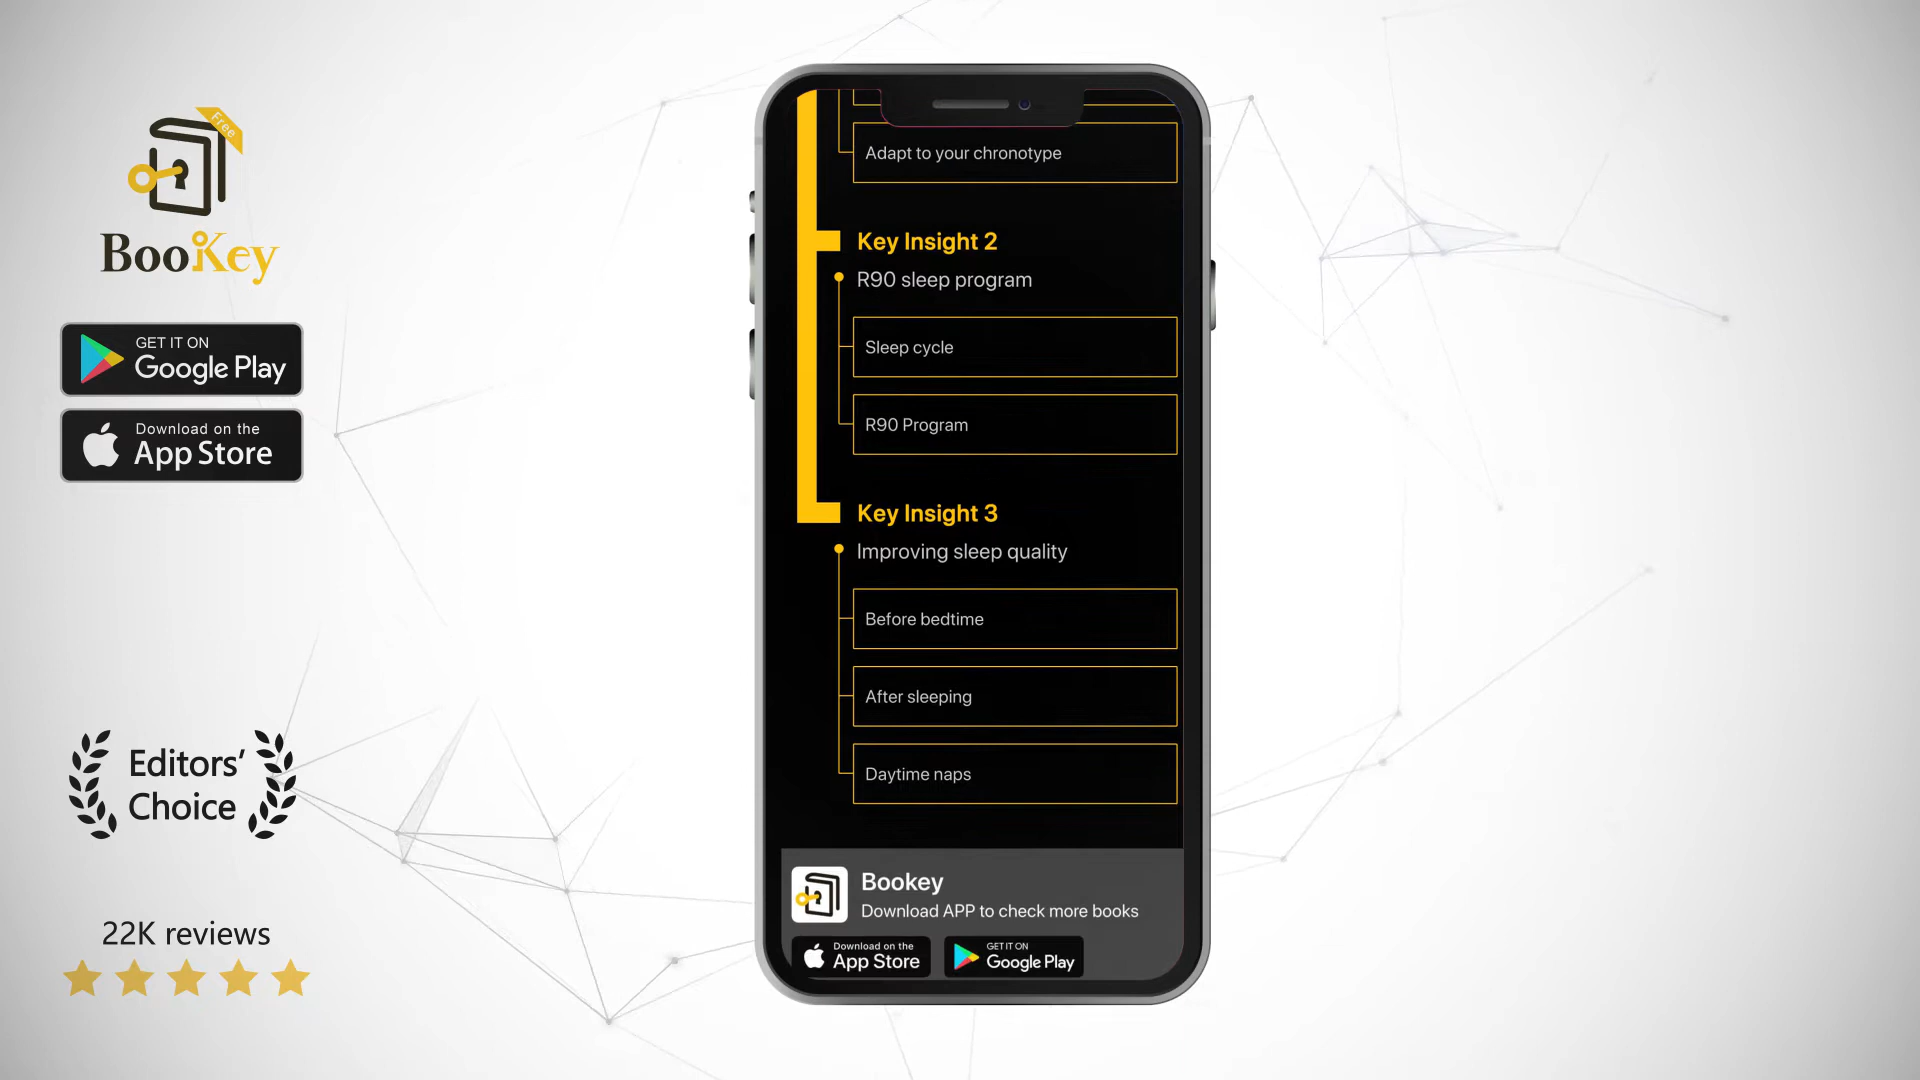 Free
BooKey
GET IT ON
Google Play
Download on the
App Store
Editors’
Choice
22K reviews
Adapt to your chronotype
Key Insight 2
R90 sleep program
Sleep cycle
R90 Program
Key Insight 3
Improving sleep quality
Before bedtime
After sleeping
Daytime naps
Bookey
Download APP to check more books
Download on the
App Store
GET IT ON
Google Play